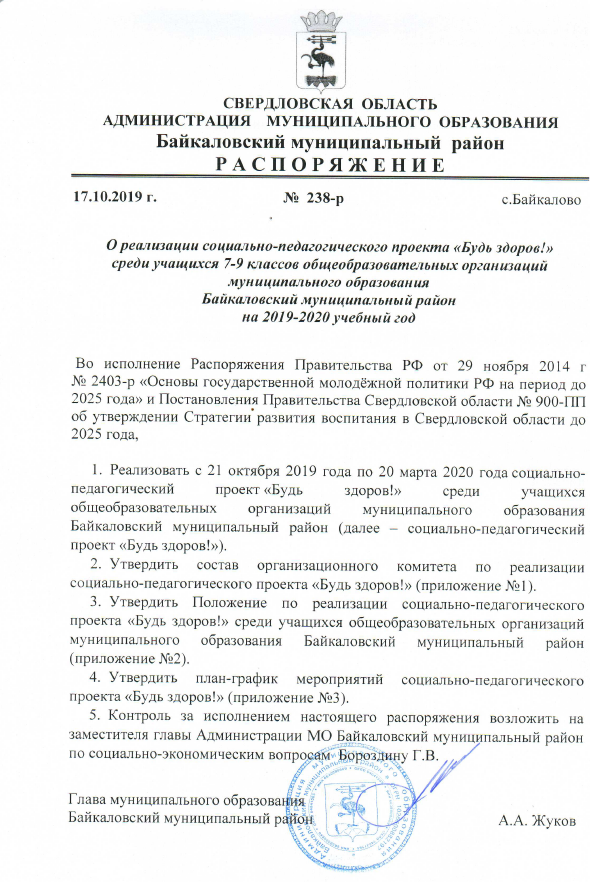 СВЕРДЛОВСКАЯ ОБЛАСТЬ
АДМИНИСТРАЦИЯ МУНИЦИПАЛЬНОГО ОБРАЗОВАНИЯ
Байкаловский муниципальный район
Р А С П О Р Я Ж Е Н И Е
17.10.2019 г. № 238-р с.Байкалово
О реализации социально-педагогического проекта «Будь здоров!»
среди учащихся 7-9 классов общеобразовательных организаций
муниципального образования
Байкаловский муниципальный район
на 2019-2020 учебный год
Во исполнение Распоряжения Правительства РФ от 29 ноября 2014 г
№ 2403-р «Основы государственной молодёжной политики РФ на период до
2025 года» и Постановления Правительства Свердловской области № 900-ПП
об утверждении Стратегии развития воспитания в Свердловской области до
2025 года,
1. Реализовать с 21 октября 2019 года по 20 марта 2020 года социально-
педагогический проект «Будь здоров!» среди учащихся
общеобразовательных организаций муниципального образования
Байкаловский муниципальный район (далее – социально-педагогический
проект «Будь здоров!»).
2. Утвердить состав организационного комитета по реализации
социально-педагогического проекта «Будь здоров!» (приложение №1).
3. Утвердить Положение по реализации социально-педагогического
проекта «Будь здоров!» среди учащихся общеобразовательных организаций
муниципального образования Байкаловский муниципальный район
(приложение №2).
4. Утвердить план-график мероприятий социально-педагогического
проекта «Будь здоров!» (приложение №3).
5. Контроль за исполнением настоящего распоряжения возложить на
заместителя главы Администрации МО Байкаловский муниципальный район
по социально-экономическим вопросам Бороздину Г.В.
Глава муниципального образования
Байкаловский муниципальный район А.А. Жуков